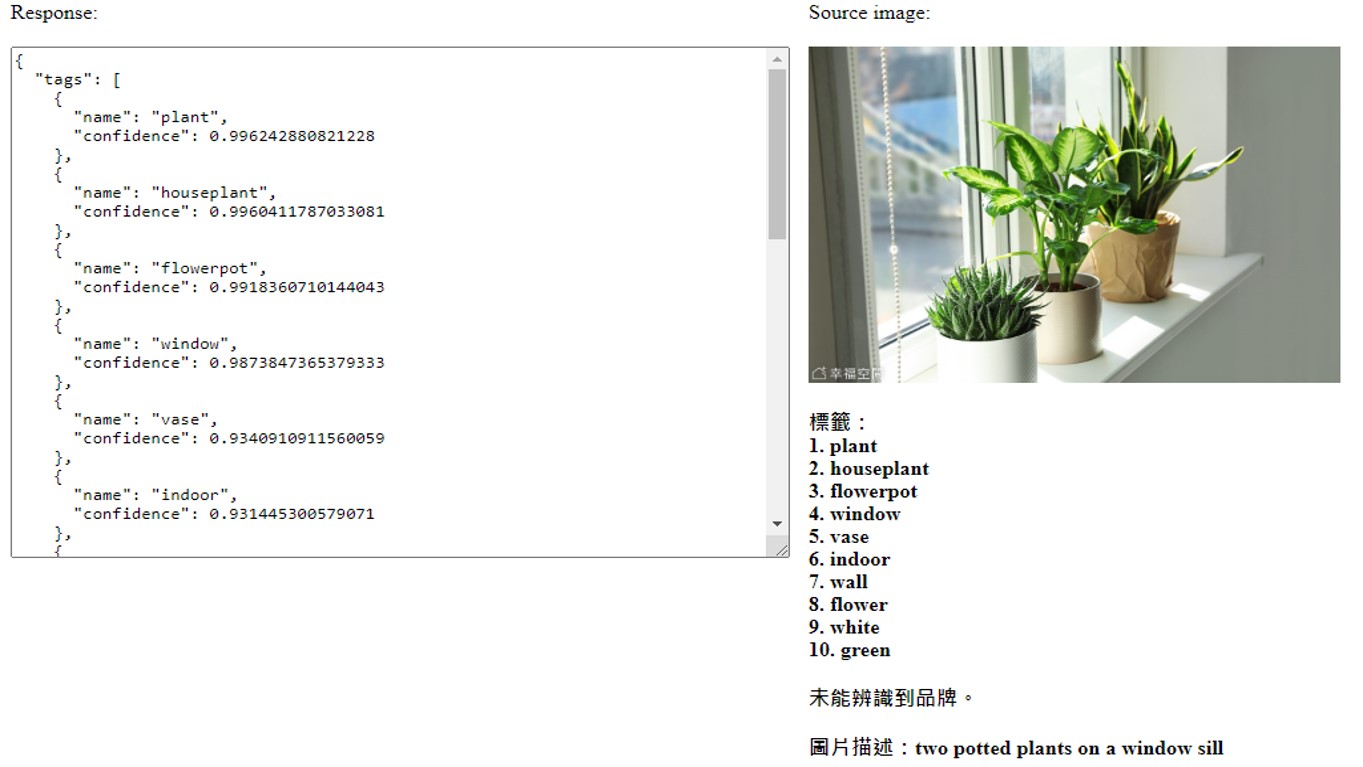 Response:
{
"tags": [
{
"name": "plant",
"confidence": 0.996242880821228
},
{
"name": "houseplant",
"confidence": 0.9960411787033081
},
{
"name": "flowerpot",
"confidence": 0.9918360710144043
},
{
"name": "window",
"confidence": 0.9873847365379333
},
{
"name": "vase",
"confidence": 0.9340910911560059
},
{
"name": "indoor",
"confidence": 0.931445300579071
},
{
Source image:
幸福空間
標籤：
1. plant
2. houseplant
3. flowerpot
4. window
5. vase
6. indoor
7. wall
8. flower
9. white
10. green
未能辨識到品牌。
圖片描述：two potted plants on a window sill